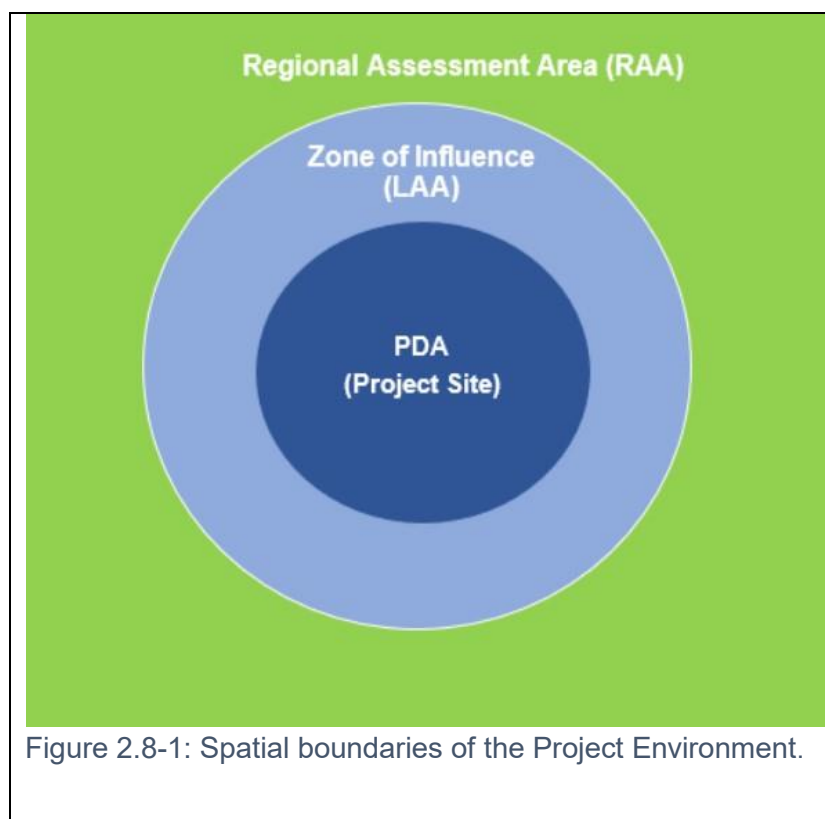 Regional Assessment Area (RAA)
Zone of Influence
(LAA)
PDA
(Project Site)
Figure 2.8-1: Spatial boundaries of the Project Environment.